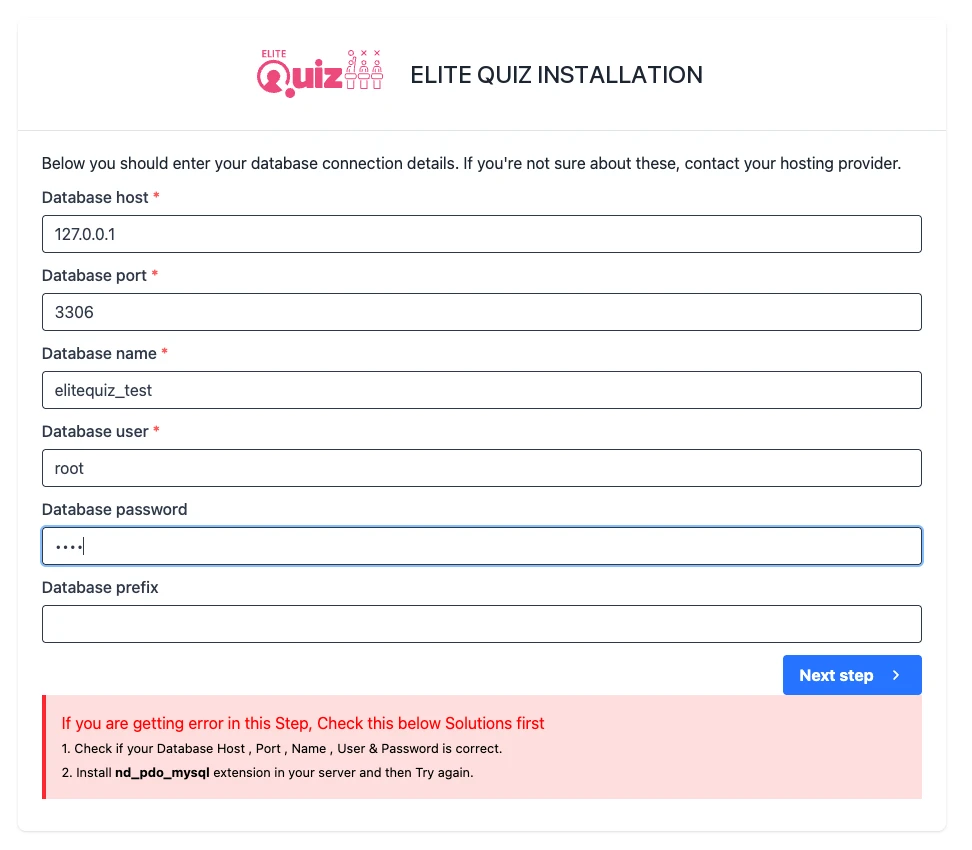 ELITE
Quiz
ELITE QUIZ INSTALLATION
Below you should enter your database connection details. If you're not sure about these, contact your hosting provider.
Database host *
127.0.0.1
Database port *
3306
Database name *
elitequiz_test
Database user *
root
Database password
••••
Database prefix
Next step
If you are getting error in this Step, Check this below Solutions first
1. Check if your Database Host , Port , Name , User & Password is correct.
2. Install nd_pdo_mysql extension in your server and then Try again.